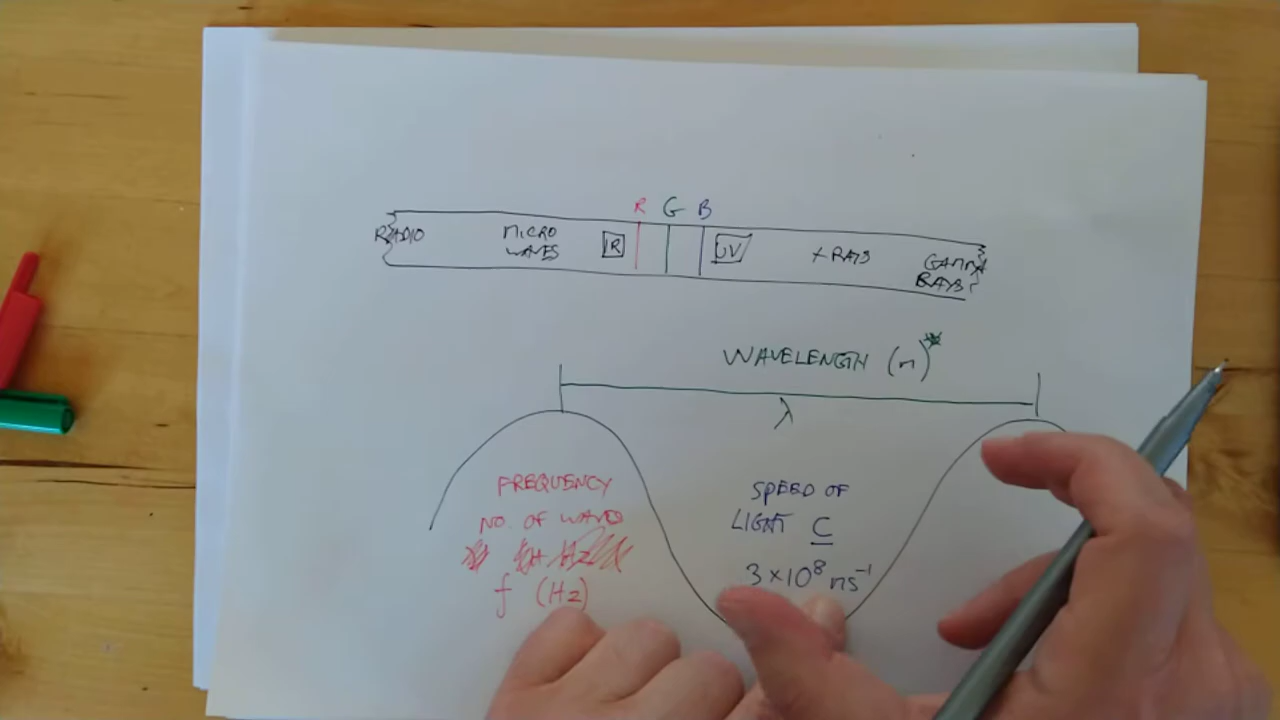 R G B
RADIO
MICRO
WAVES
IR
UV
X RAYS
GAMMA
RAYS
WAVELENGTH (m)*
λ
FREQUENCY
NO. OF WAVES
f (Hz)
SPEED OF
LIGHT C
3×10⁸ ms⁻¹